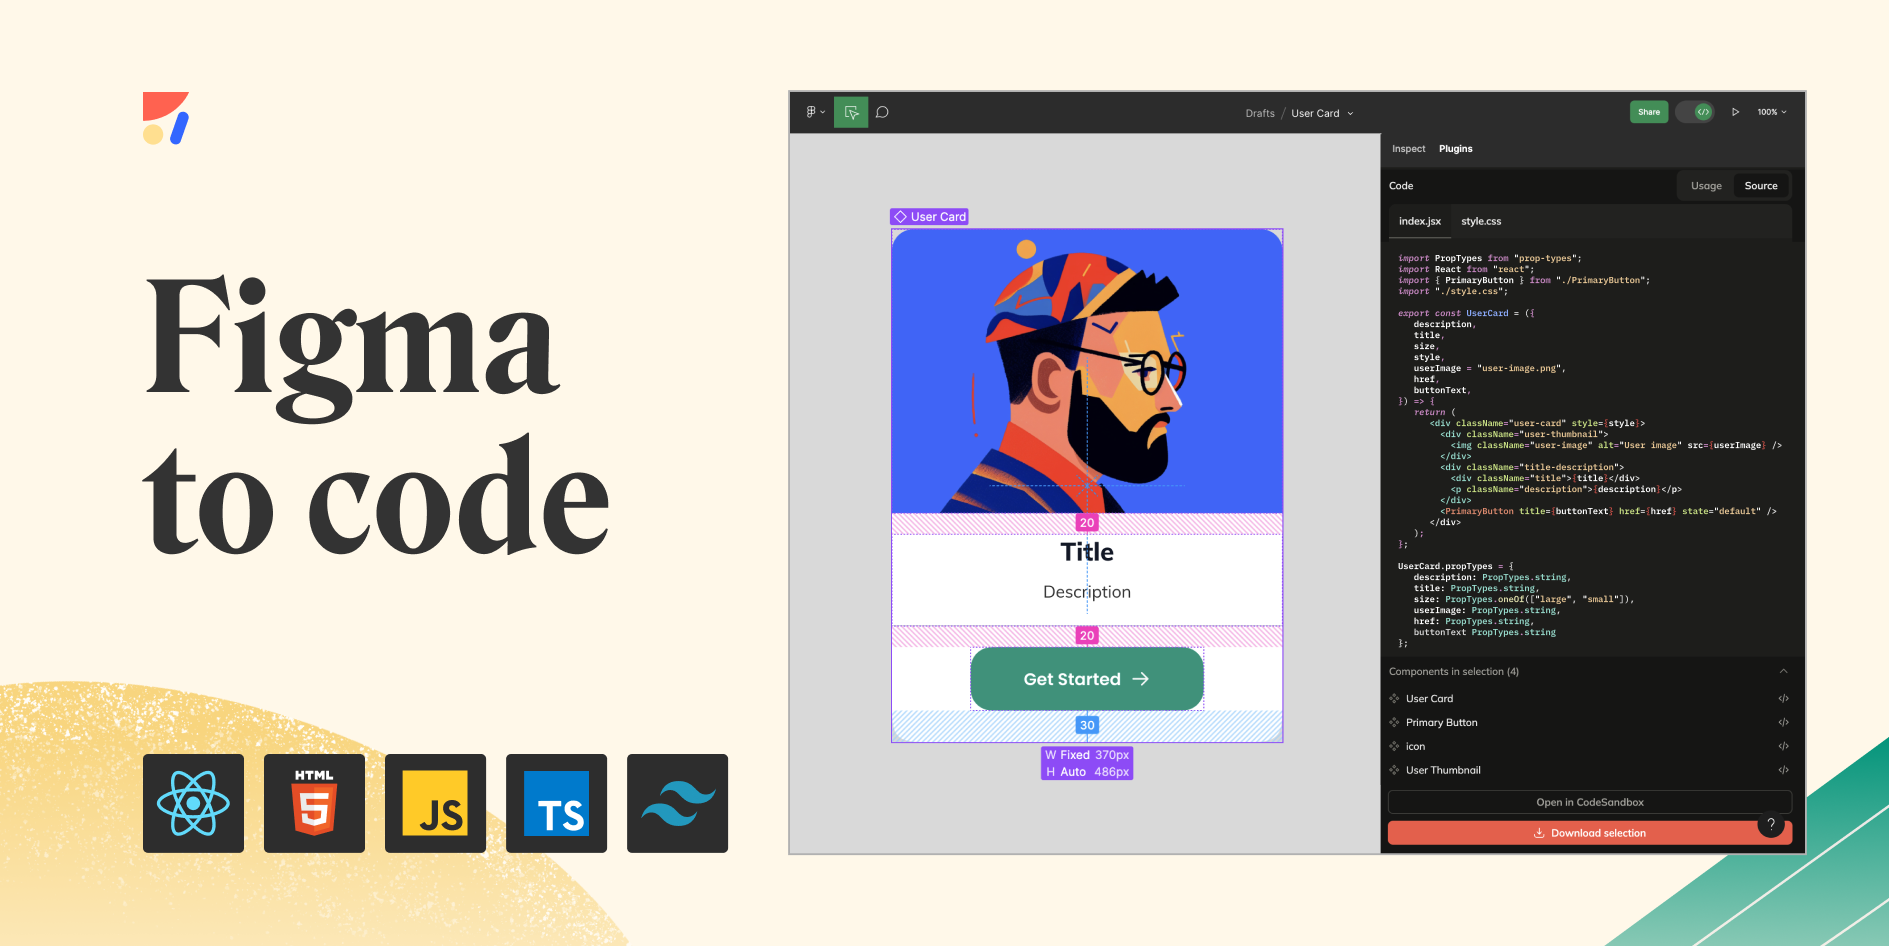 Figma
to code
HTML
5
JS
TS
Drafts / User Card
Share
</>
100%
User Card
20
Title
Description
20
Get Started
30
W Fixed 370px
H Auto 486px
Inspect Plugins
Code
Usage Source
index.jsx style.css
import PropTypes from "prop-types";
import React from "react";
import { PrimaryButton } from "./PrimaryButton";
import "./style.css";
export const UserCard = ({
description,
title,
size,
style,
userImage = "user-image.png",
href,
buttonText,
}) => {
return (
<div className="user-card" style={style}>
<div className="user-thumbnail">
<img className="user-image" alt="User image" src={userImage} />
</div>
<div className="title-description">
<div className="title">{title}</div>
<p className="description">{description}</p>
</div>
<PrimaryButton title={buttonText} href={href} state="default" />
</div>
);
};
UserCard.propTypes = {
description: PropTypes.string,
title: PropTypes.string,
size: PropTypes.oneOf(["large", "small"]),
userImage: PropTypes.string,
href: PropTypes.string,
buttonText PropTypes.string
};
Components in selection (4)
User Card </>
Primary Button </>
icon </>
User Thumbnail </>
Open in CodeSandbox
?
Download selection